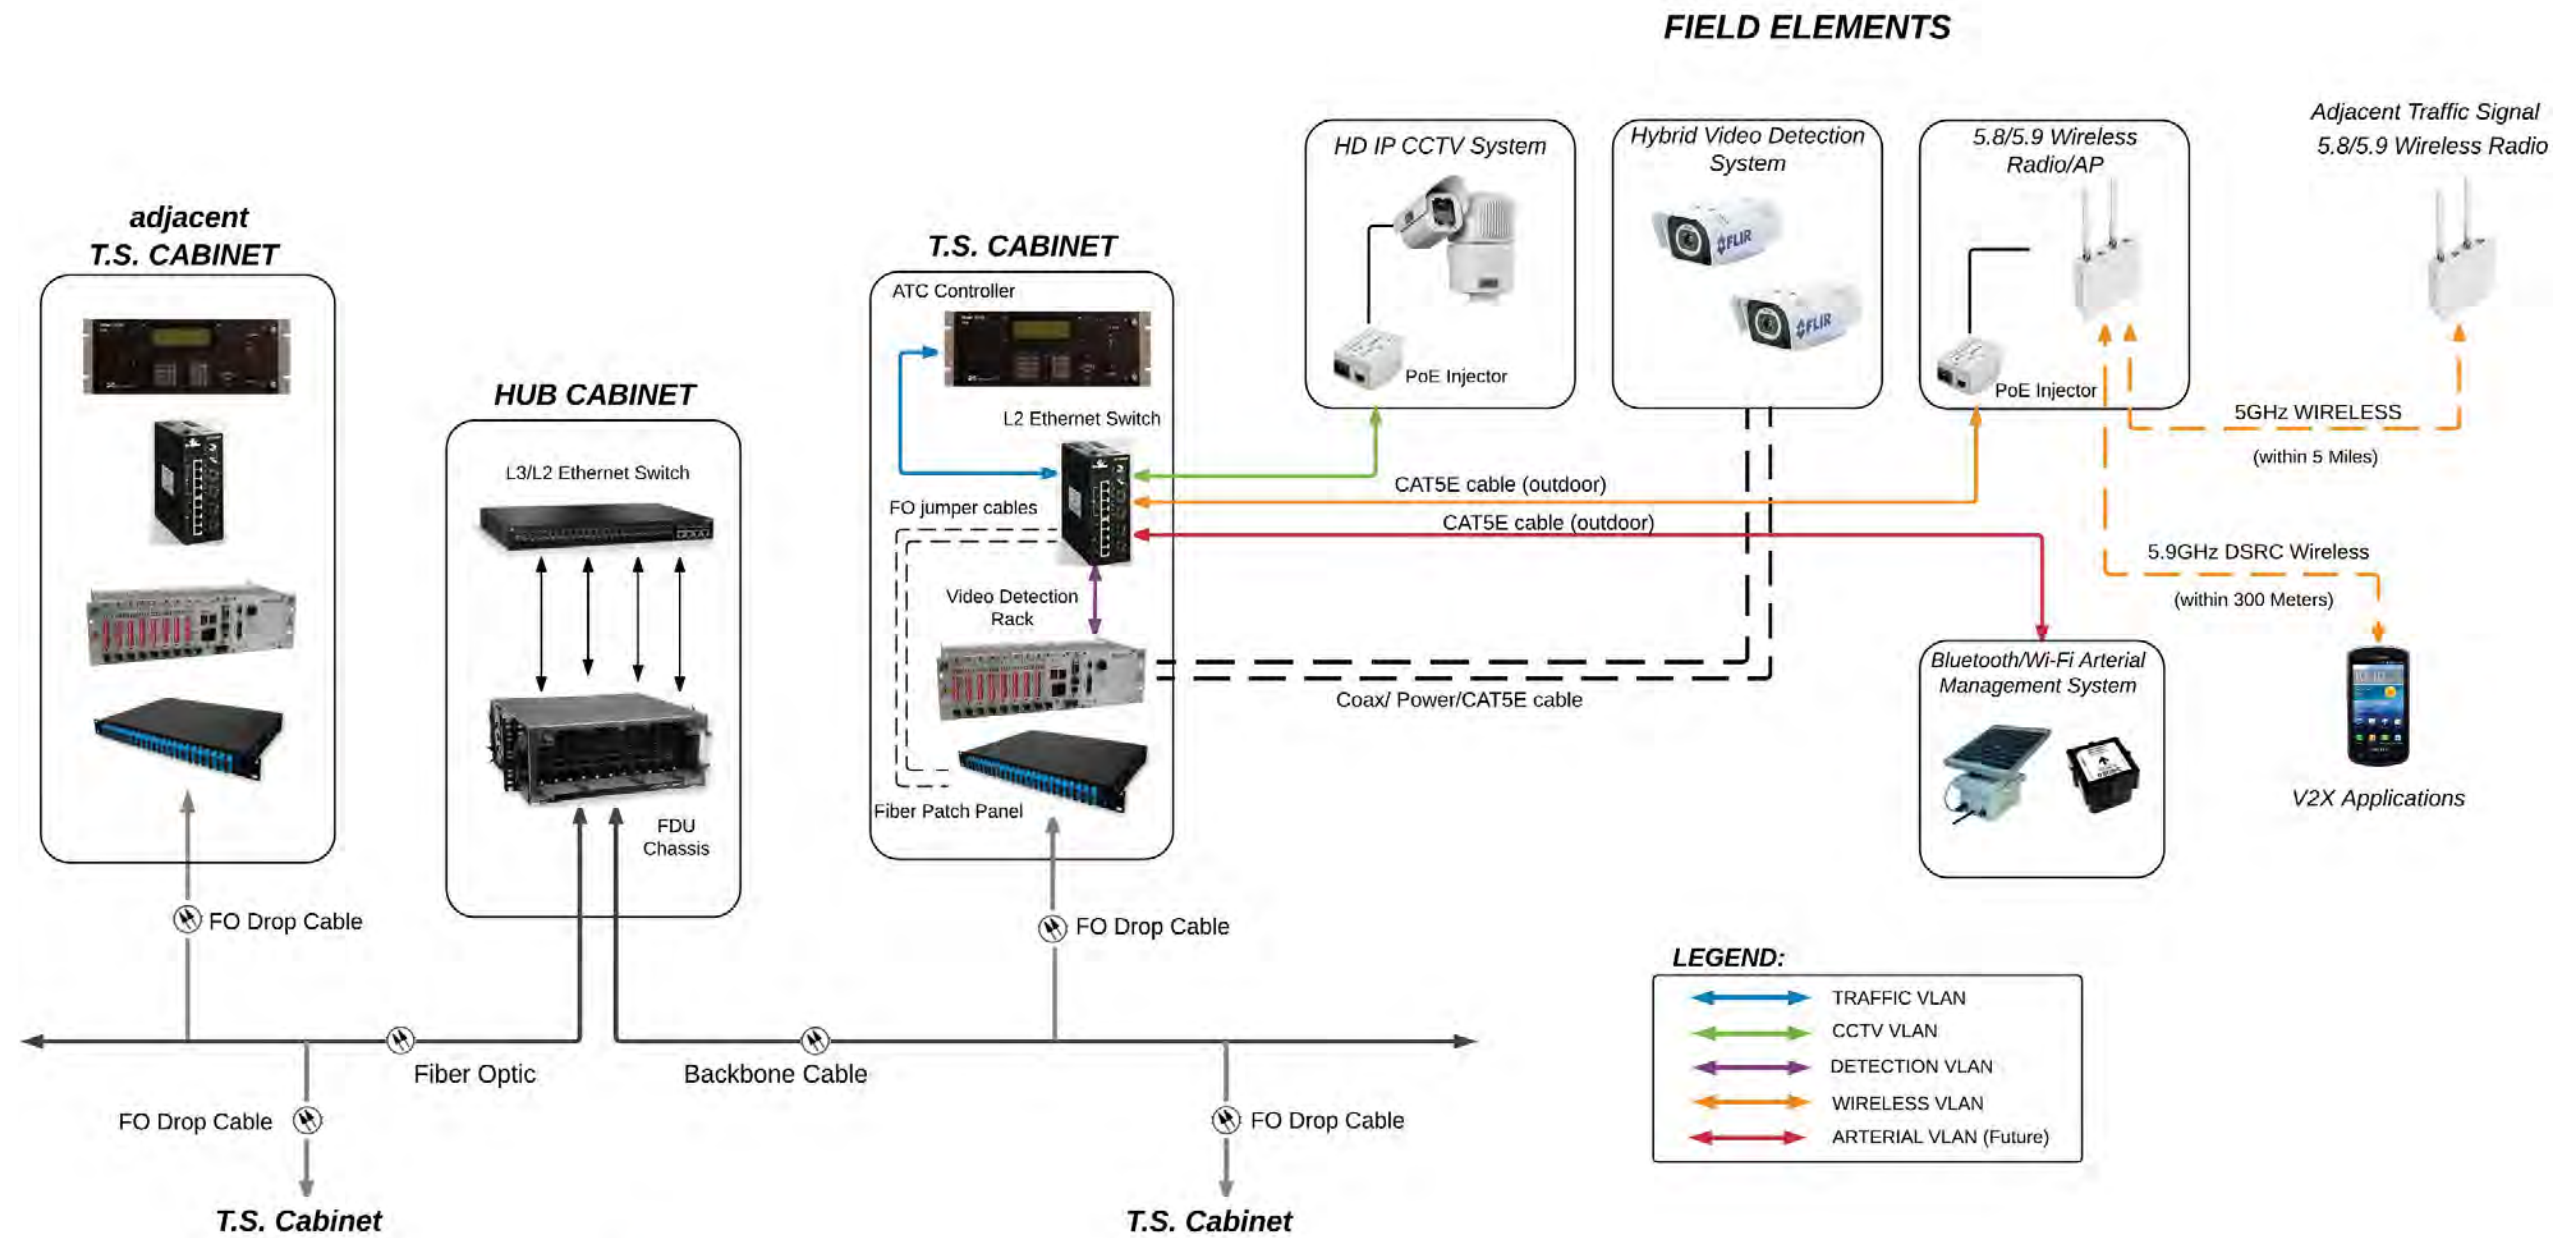 FIELD ELEMENTS
adjacent
T.S. CABINET
HUB CABINET
L3/L2 Ethernet Switch
FDU
Chassis
T.S. CABINET
ATC Controller
L2 Ethernet Switch
FO jumper cables
Video Detection
Rack
Fiber Patch Panel
HD IP CCTV System
PoE Injector
Hybrid Video Detection
System
FLIR
FLIR
5.8/5.9 Wireless
Radio/AP
PoE Injector
Adjacent Traffic Signal
5.8/5.9 Wireless Radio
5GHz WIRELESS
(within 5 Miles)
CAT5E cable (outdoor)
CAT5E cable (outdoor)
5.9GHz DSRC Wireless
(within 300 Meters)
Coax/ Power/CAT5E cable
Bluetooth/Wi-Fi Arterial
Management System
V2X Applications
FO Drop Cable
FO Drop Cable
Fiber Optic
Backbone Cable
FO Drop Cable
FO Drop Cable
T.S. Cabinet
T.S. Cabinet
LEGEND:
TRAFFIC VLAN
CCTV VLAN
DETECTION VLAN
WIRELESS VLAN
ARTERIAL VLAN (Future)